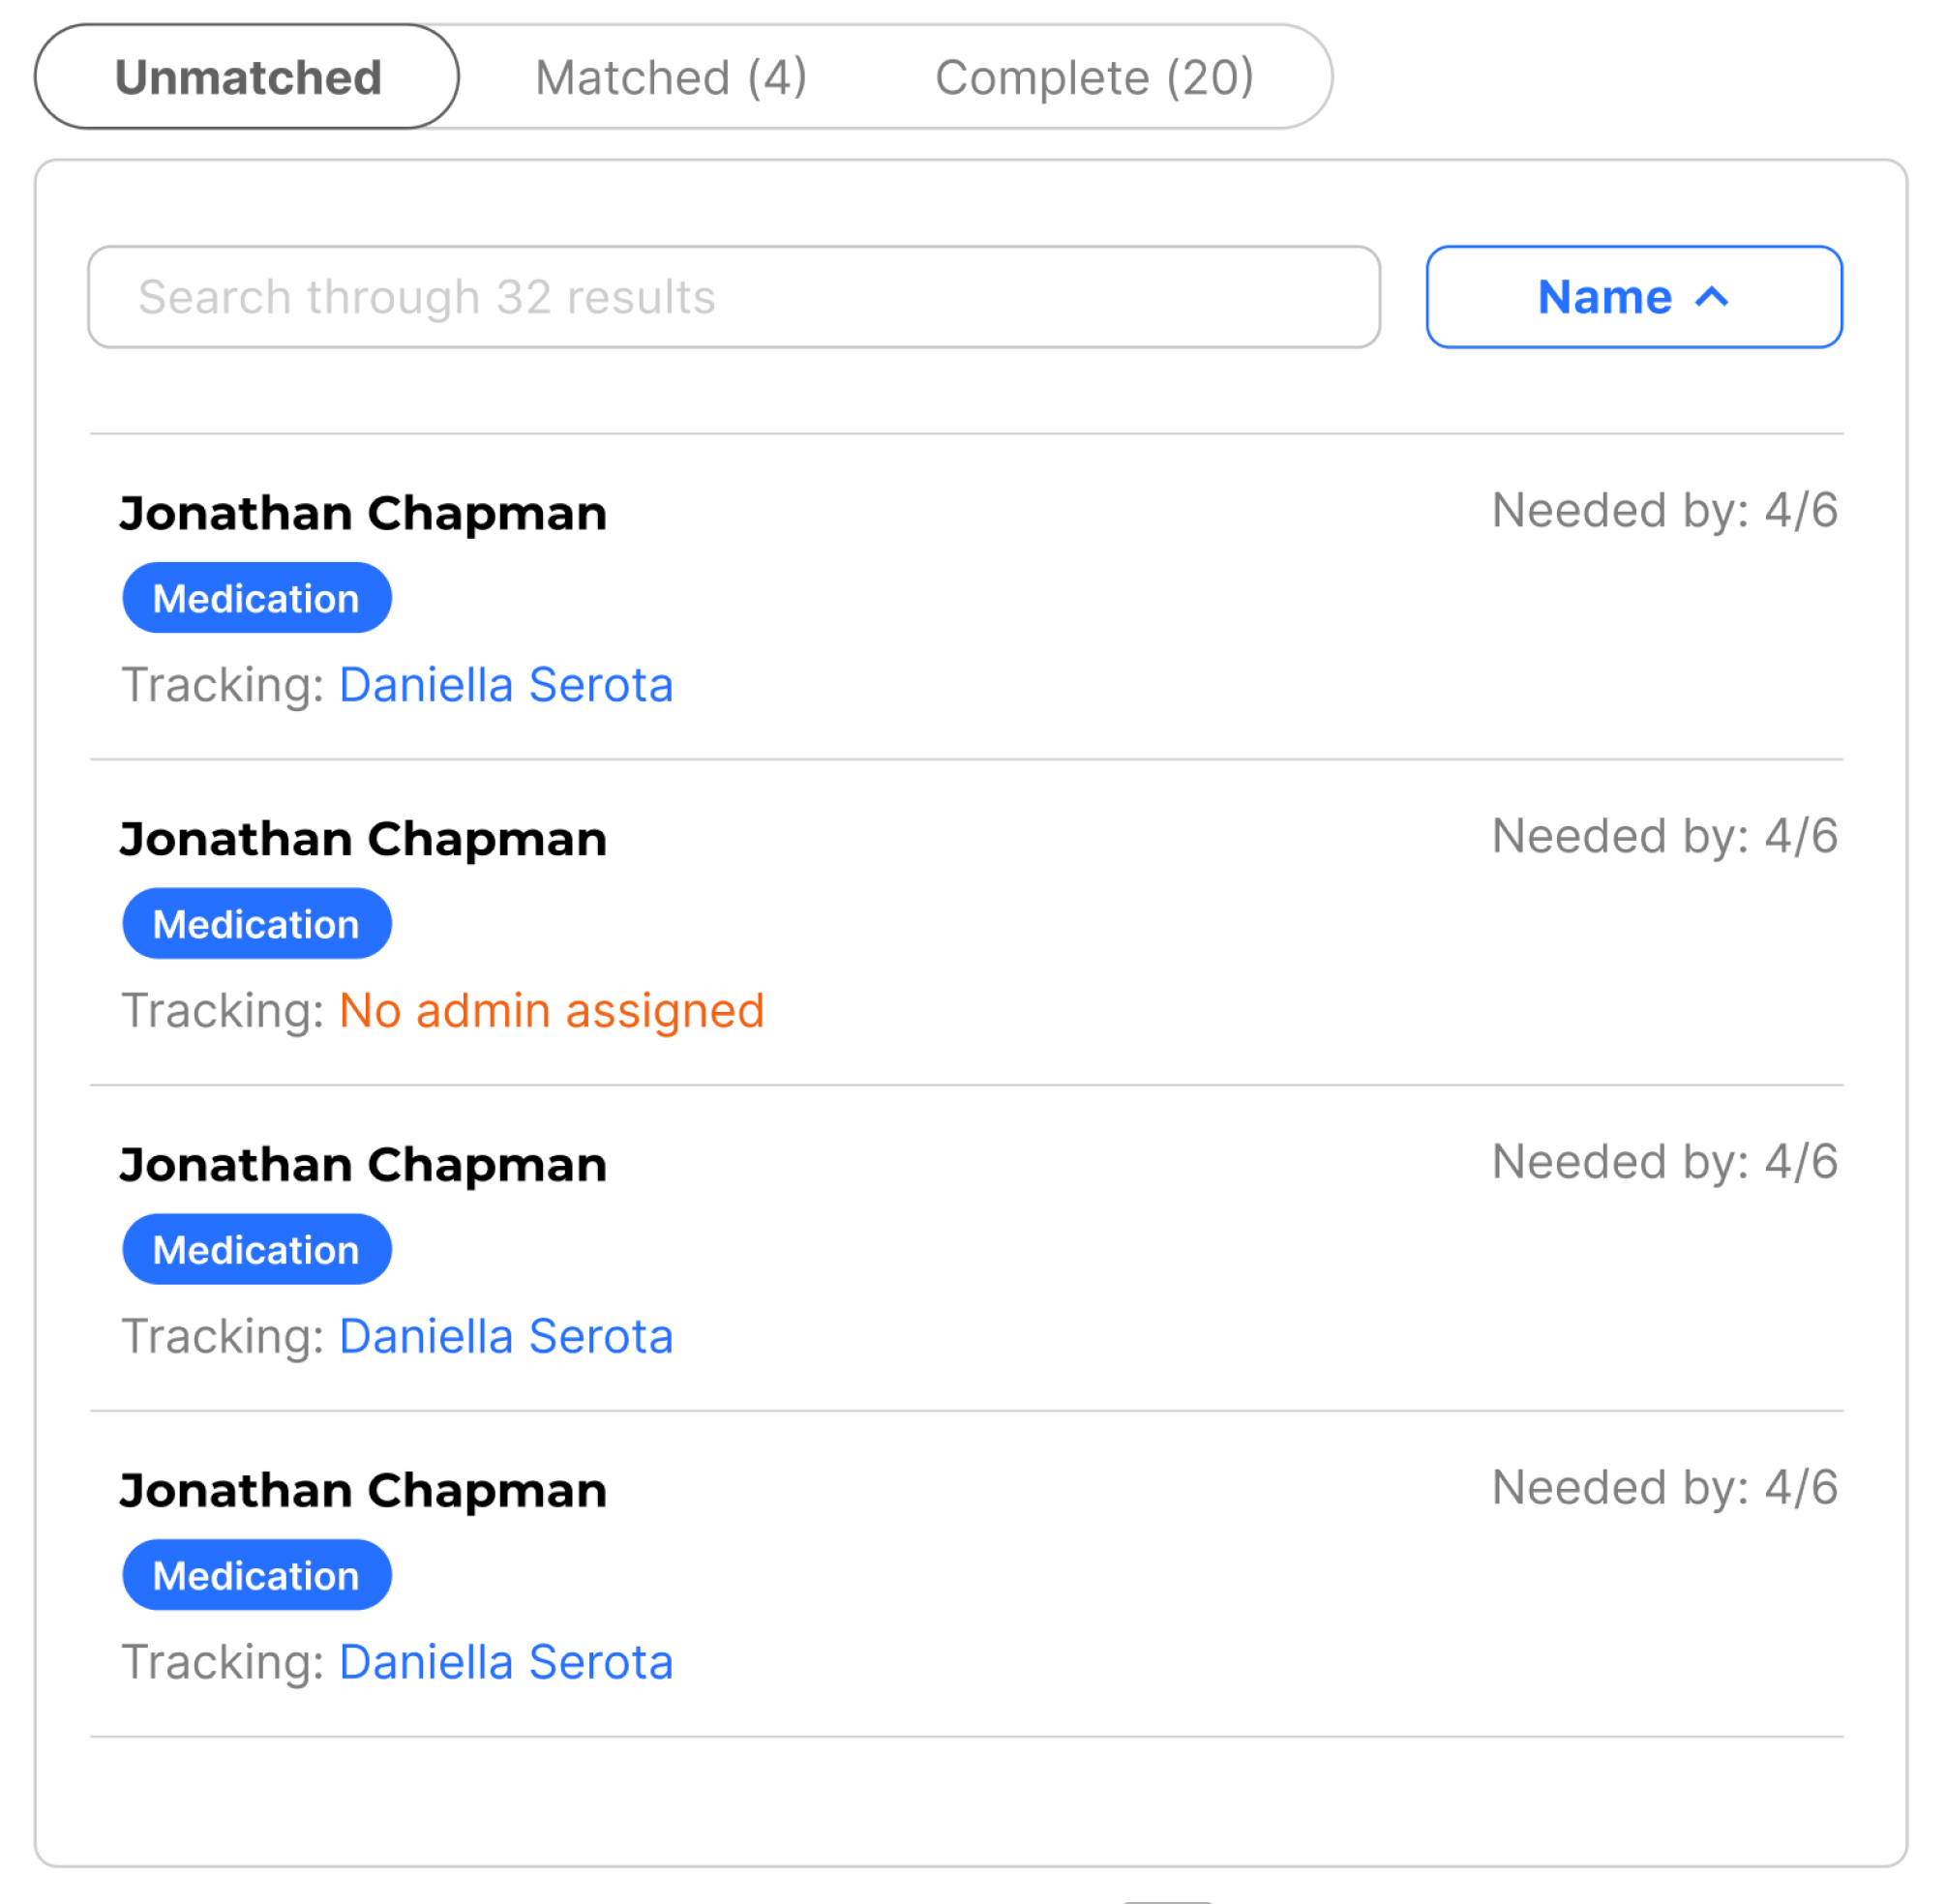 Unmatched Matched (4) Complete (20)
Search through 32 results Name
Jonathan Chapman Needed by: 4/6
Medication
Tracking: Daniella Serota
Jonathan Chapman Needed by: 4/6
Medication
Tracking: No admin assigned
Jonathan Chapman Needed by: 4/6
Medication
Tracking: Daniella Serota
Jonathan Chapman Needed by: 4/6
Medication
Tracking: Daniella Serota